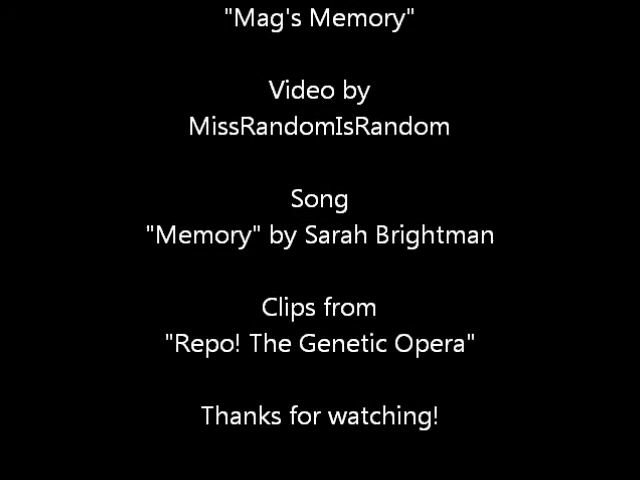 "Mag's Memory"
Video by
MissRandomIsRandom
Song
"Memory" by Sarah Brightman
Clips from
"Repo! The Genetic Opera"
Thanks for watching!